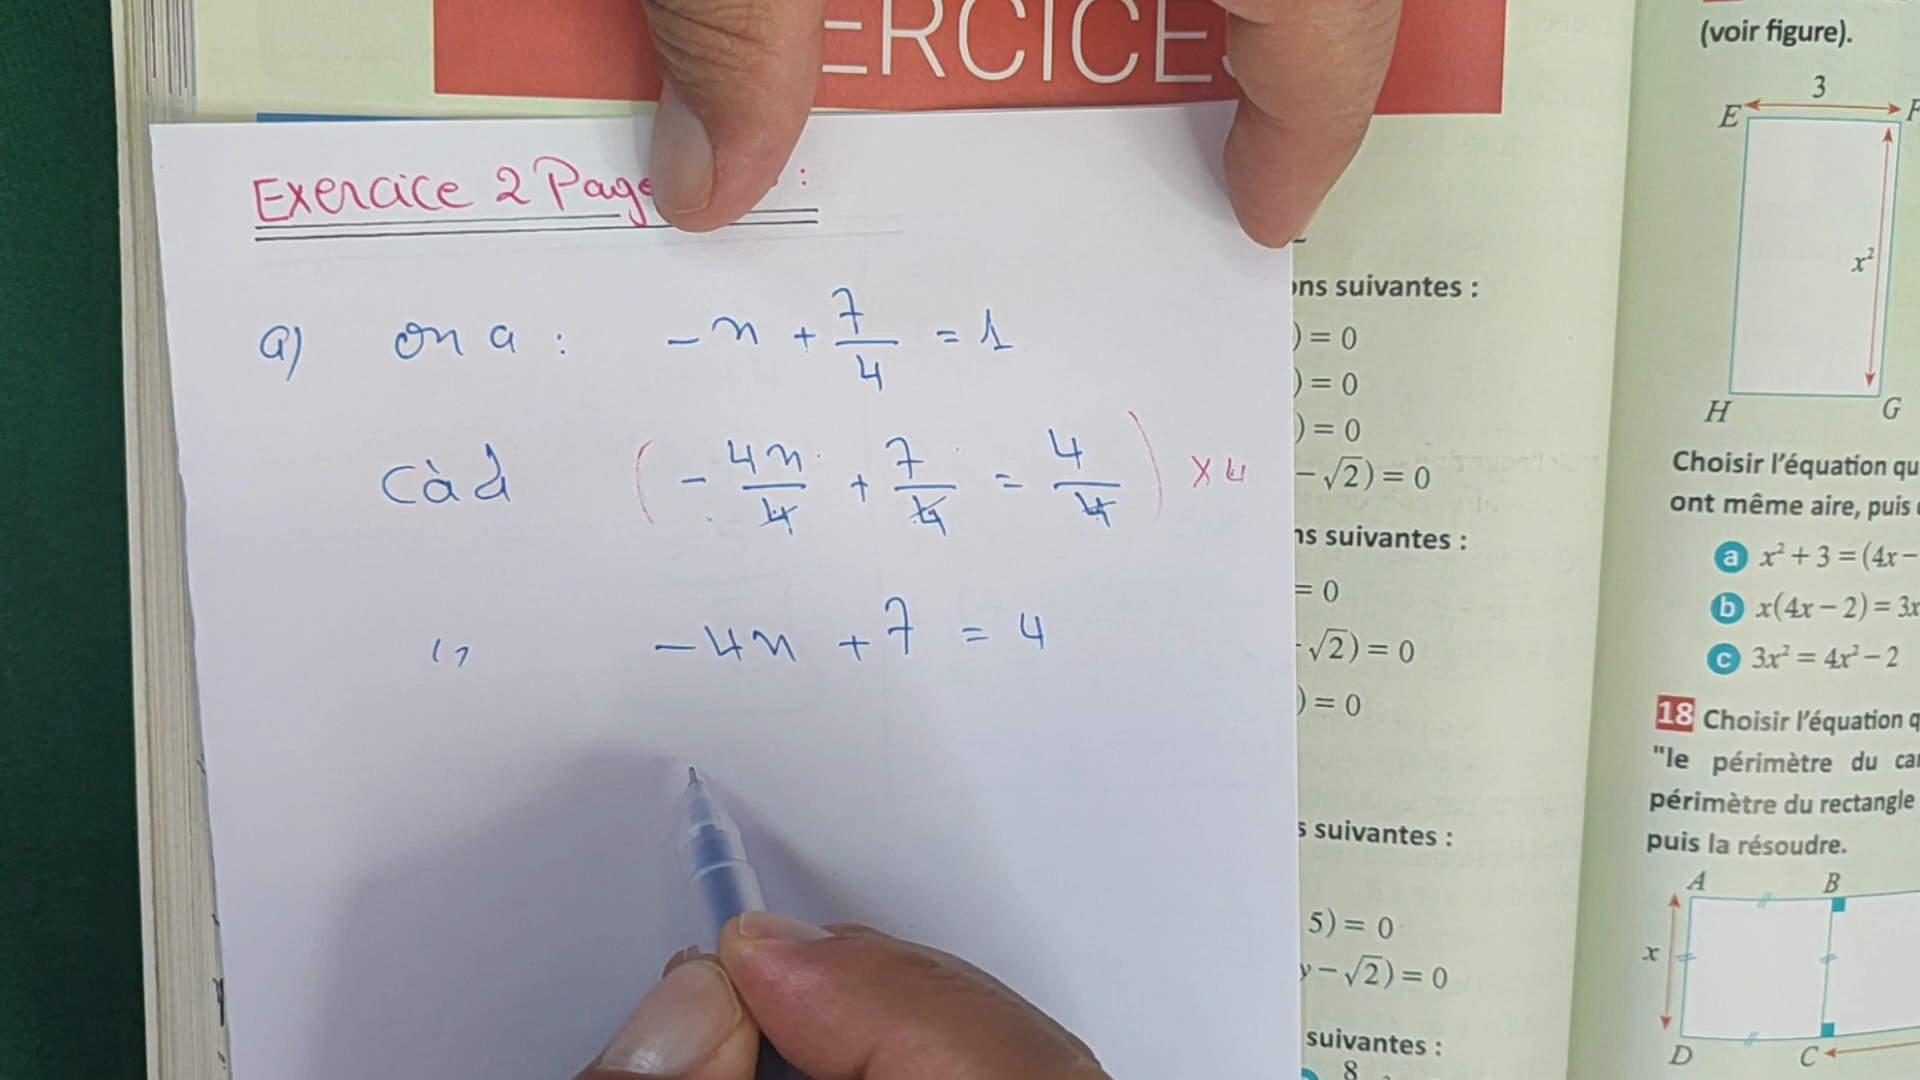 ERCICES
Exercice 2 Page :
a) on a : -x + 7/4 = 1
Càd ( - 4x/4 + 7/4 = 4/4 ) × 4
" -4x + 7 = 4
ons suivantes :
) = 0
) = 0
) = 0
- √2) = 0
ns suivantes :
= 0
- √2) = 0
) = 0
s suivantes :
5) = 0
y - √2) = 0
suivantes :
8
(voir figure).
3
E F
x²
H G
Choisir l'équation qu
ont même aire, puis
a x² + 3 = (4x -
b x(4x - 2) = 3x
c 3x² = 4x² - 2
18 Choisir l'équation q
"le périmètre du ca
périmètre du rectangle
puis la résoudre.
A B
x
D C